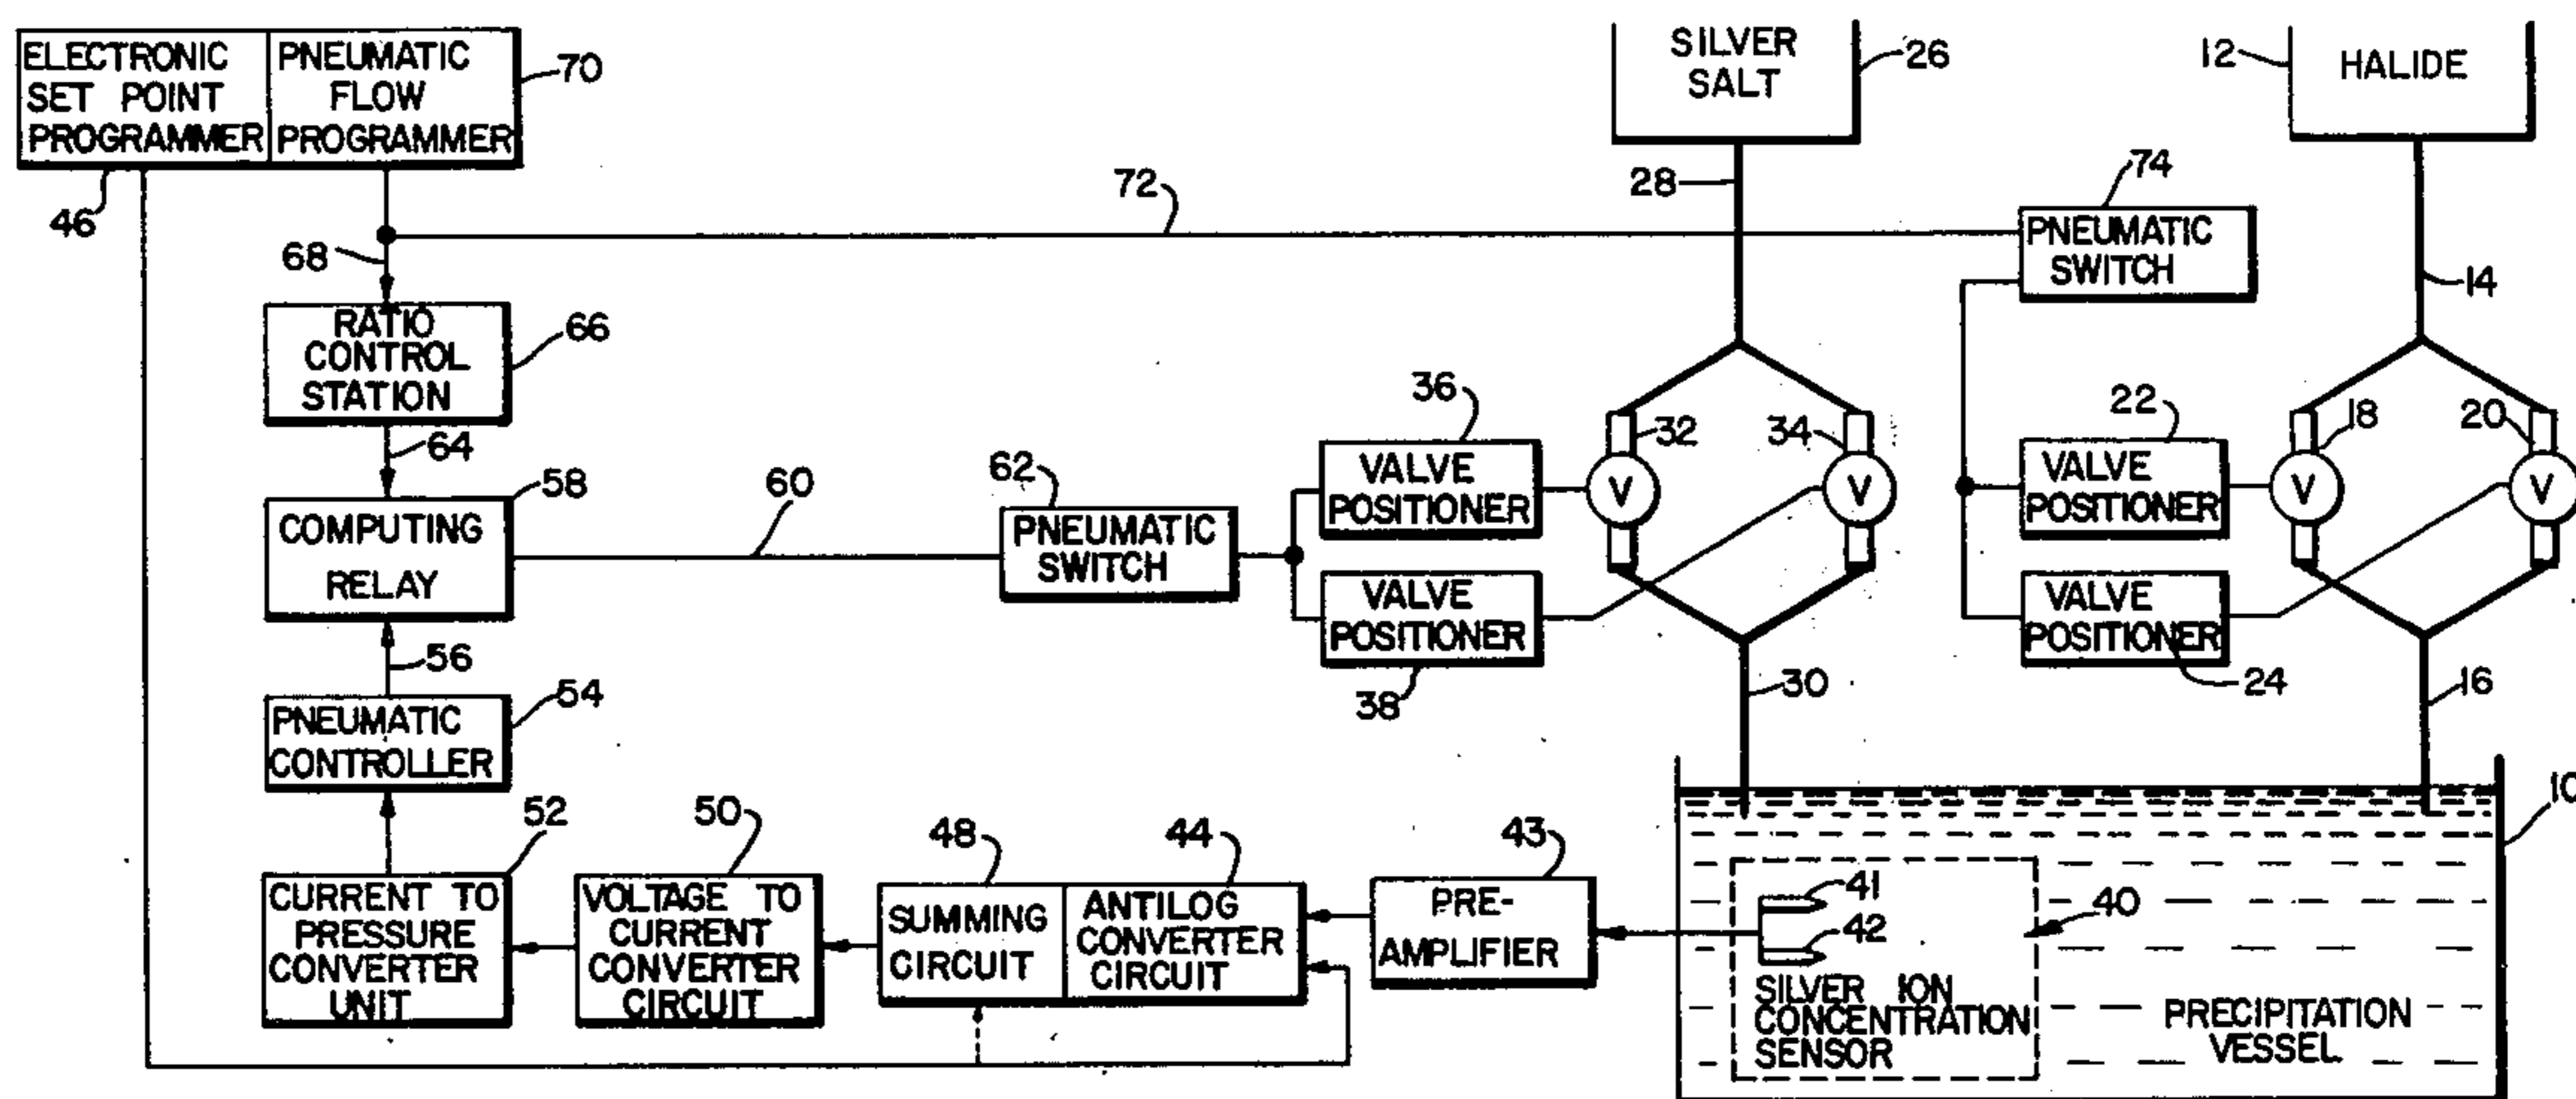 ELECTRONIC
SET POINT
PROGRAMMER
PNEUMATIC
FLOW
PROGRAMMER
70
46
68
72
SILVER
SALT
26
28
12
HALIDE
74
PNEUMATIC
SWITCH
14
RATIO
CONTROL
STATION
66
64
COMPUTING
RELAY
58
60
62
PNEUMATIC
SWITCH
36
VALVE
POSITIONER
VALVE
POSITIONER
38
32
34
V
V
30
22
VALVE
POSITIONER
VALVE
POSITIONER
24
18
20
V
V
16
56
PNEUMATIC
CONTROLLER
54
52
CURRENT TO
PRESSURE
CONVERTER
UNIT
50
VOLTAGE TO
CURRENT
CONVERTER
CIRCUIT
48
SUMMING
CIRCUIT
44
ANTILOG
CONVERTER
CIRCUIT
43
PRE-
AMPLIFIER
41
42
40
SILVER ION
CONCENTRATION
SENSOR
PRECIPITATION
VESSEL
10